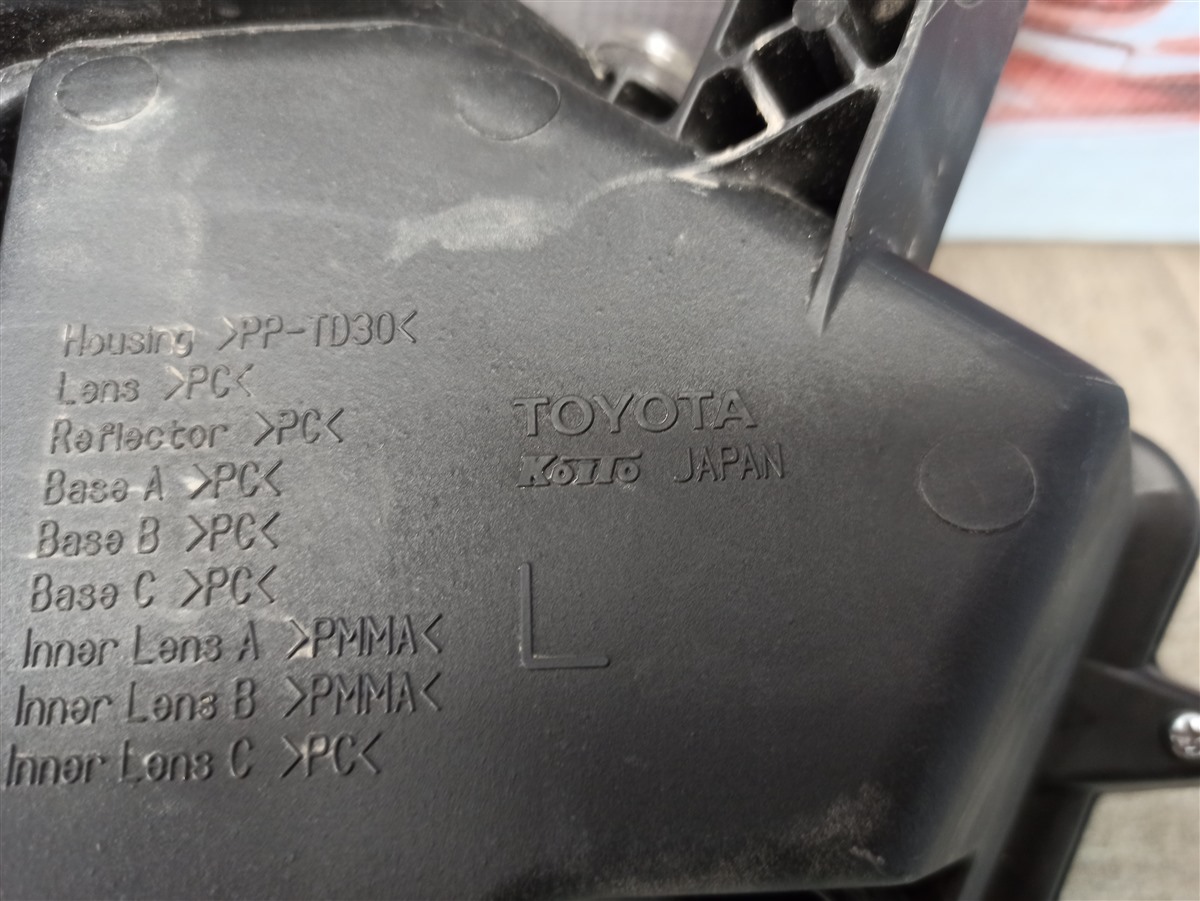 Housing >PP-TD30<
Lens >PC<
Reflector >PC<
Base A >PC<
Base B >PC<
Base C >PC<
Inner Lens A >PMMA<
Inner Lens B >PMMA<
Inner Lens C >PC<
TOYOTA
KOITO JAPAN
L